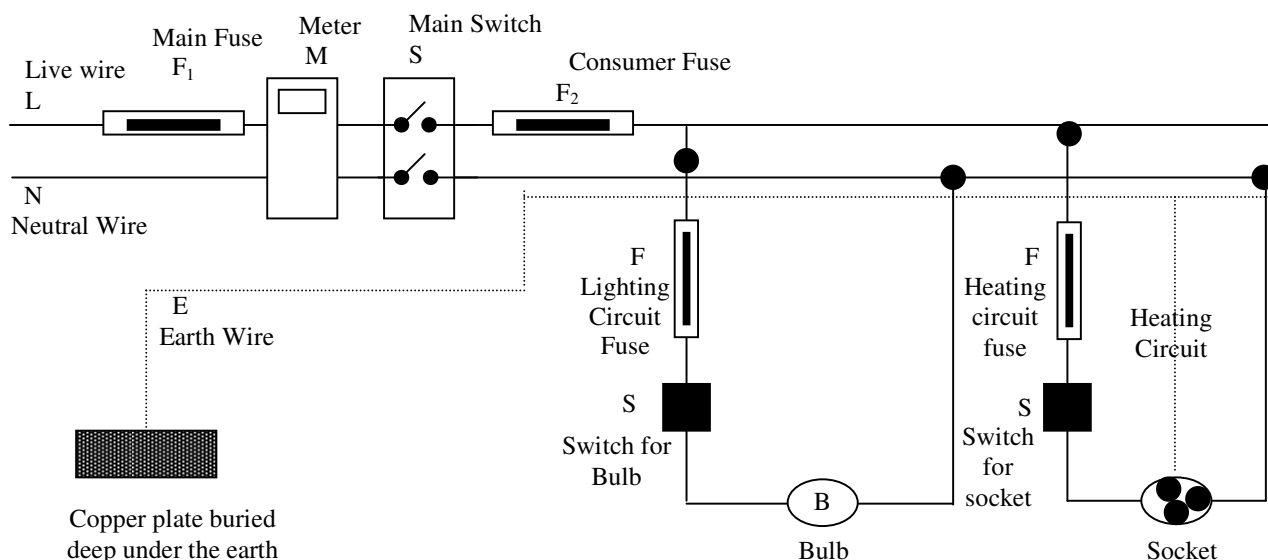 Main Fuse
F₁
Meter
M
Main Switch
S
Consumer Fuse
F₂
Live wire
L
N
Neutral Wire
E
Earth Wire
F
Lighting
Circuit
Fuse
S
Switch for
Bulb
B
Bulb
F
Heating
circuit
fuse
Heating
Circuit
S
Switch
for
socket
Socket
Copper plate buried
deep under the earth